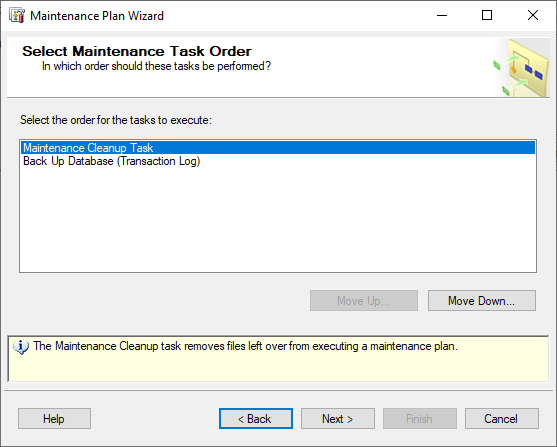 Maintenance Plan Wizard
Select Maintenance Task Order
In which order should these tasks be performed?
Select the order for the tasks to execute:
Maintenance Cleanup Task
Back Up Database (Transaction Log)
Move Up... Move Down...
The Maintenance Cleanup task removes files left over from executing a maintenance plan.
Help < Back Next > Finish Cancel